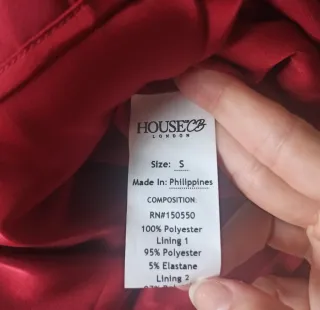 HOUSE CB
LONDON
Size: S
Made in: Philippines
COMPOSITION:
RN#150550
100% Polyester
Lining 1
95% Polyester
5% Elastane
Lining 2